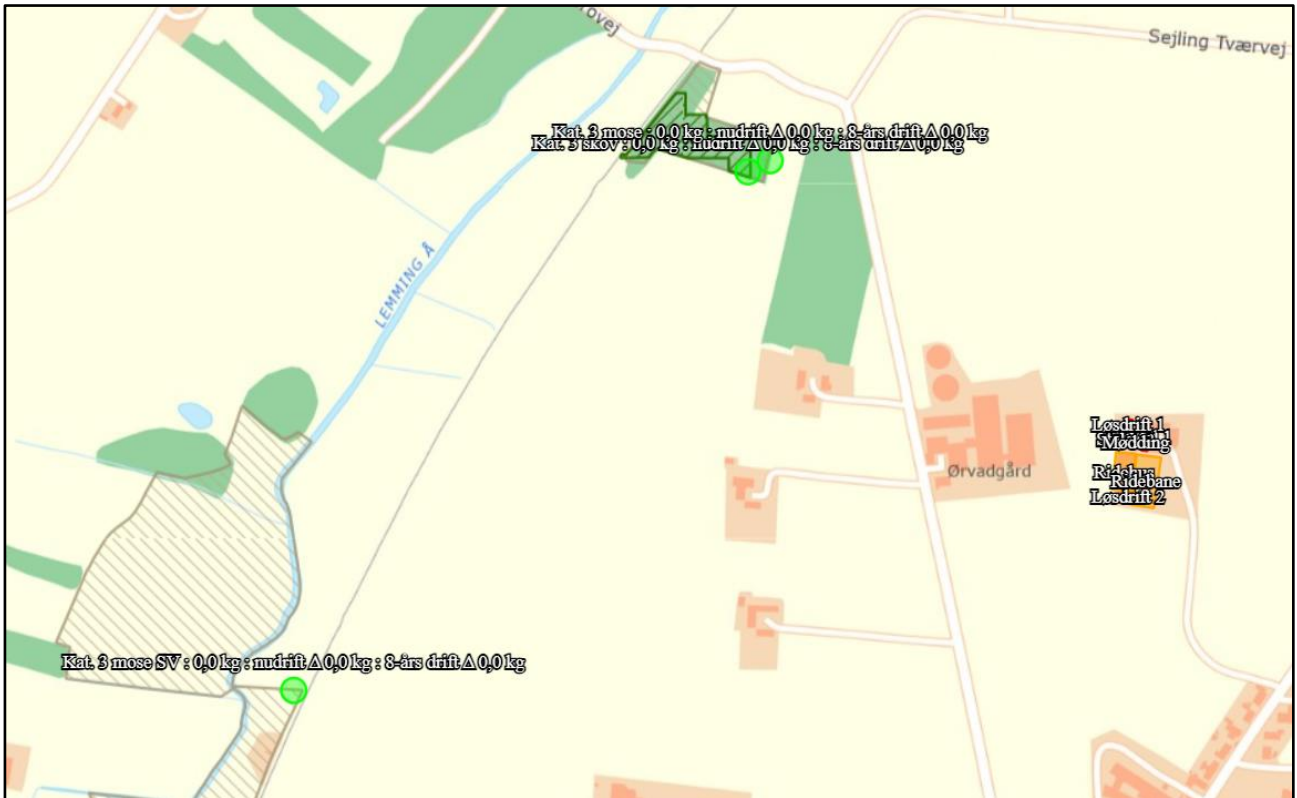 rovej
Sejling Tværvej
Kat. 3 mose : 0,0 kg : nudrift Δ 0,0 kg : 8-års drift Δ 0,0 kg
Kat. 3 skov : 0,0 kg : nudrift Δ 0,0 kg : 8-års drift Δ 0,0 kg
LEMMING Å
Løsdrift 1
Mødding
Ørvadgård
Ridehus
Ridebane
Løsdrift 2
Kat. 3 mose SV : 0,0 kg : nudrift Δ 0,0 kg : 8-års drift Δ 0,0 kg